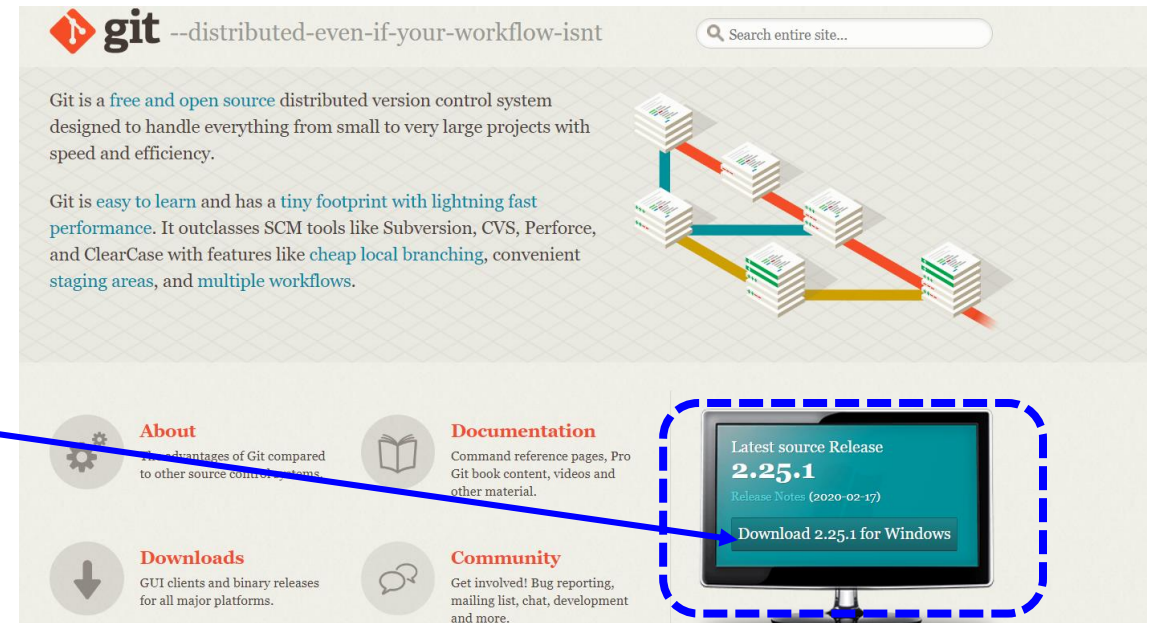 git --distributed-even-if-your-workflow-isnt
Search entire site...
Git is a free and open source distributed version control system
designed to handle everything from small to very large projects with
speed and efficiency.
Git is easy to learn and has a tiny footprint with lightning fast
performance. It outclasses SCM tools like Subversion, CVS, Perforce,
and ClearCase with features like cheap local branching, convenient
staging areas, and multiple workflows.
About
The advantages of Git compared
to other source control systems.
Documentation
Command reference pages, Pro
Git book content, videos and
other material.
Downloads
GUI clients and binary releases
for all major platforms.
Community
Get involved! Bug reporting,
mailing list, chat, development
and more.
Latest source Release
2.25.1
Release Notes (2020-02-17)
Download 2.25.1 for Windows